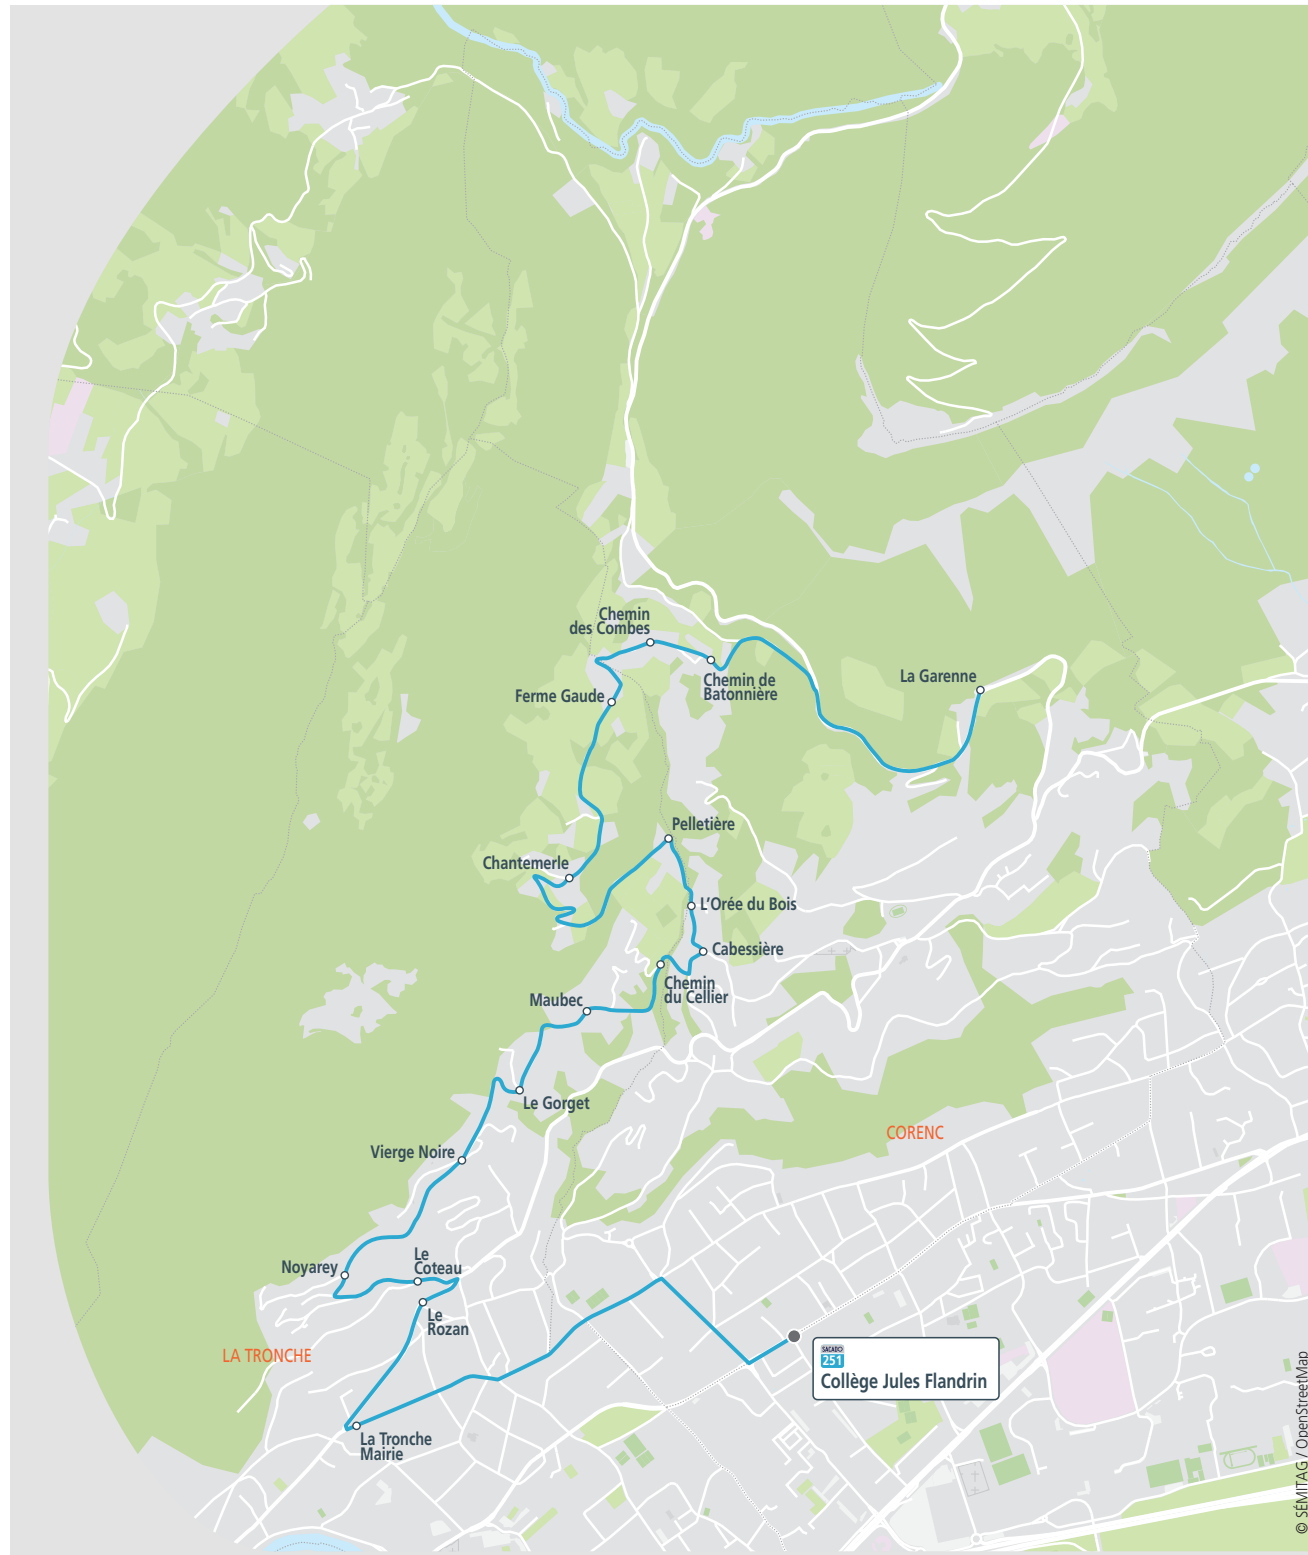 Chemin
des Combes
Chemin de
Batonnière
La Garenne
Ferme Gaude
Pelletière
Chantemerle
L'Orée du Bois
Cabessière
Chemin
du Cellier
Maubec
Le Gorget
CORENC
Vierge Noire
Noyarey
Le
Coteau
Le
Rozan
LA TRONCHE
SACADO
251
Collège Jules Flandrin
La Tronche
Mairie
© SÉMITAG / OpenStreetMap